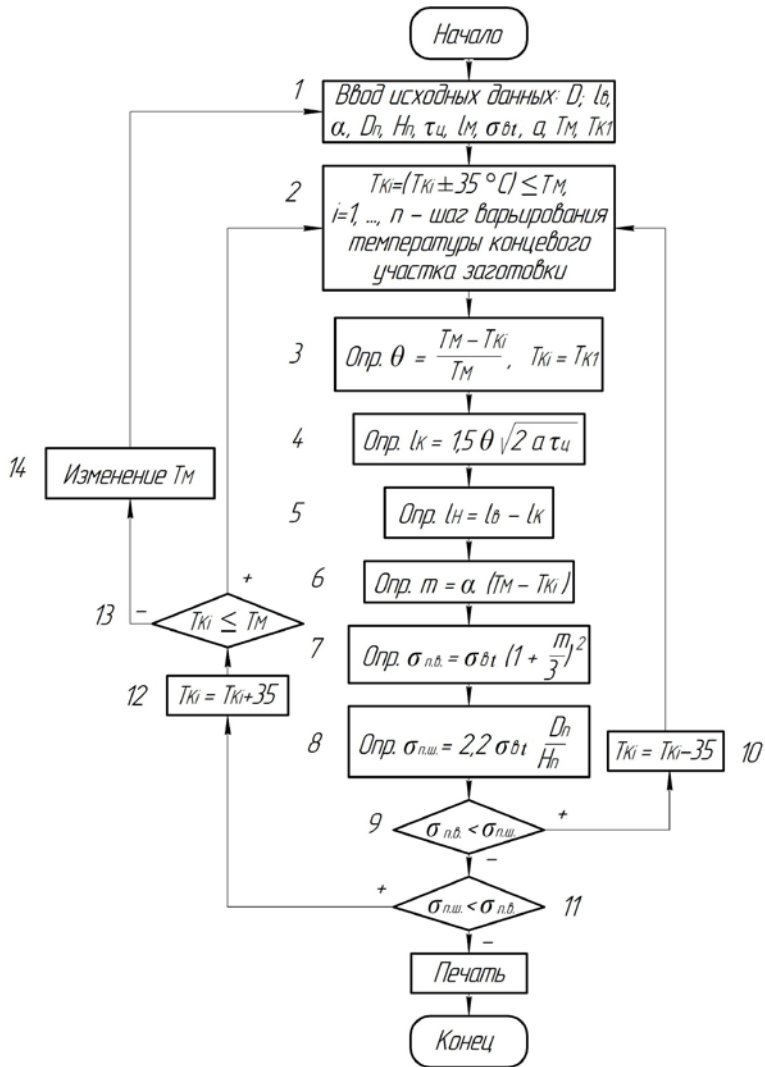 Начало
1
Ввод исходных данных: D; lв,
α, Dп, Hп, τц, lм, σвt, a, Tм, Tк1
2
Tкi=(Tкi ± 35 °C) ≤ Tм,
i=1, ..., n – шаг варьирования
температуры концевого
участка заготовки
3
Опр. θ = (Tм – Tкi)/Tм, Tкi = Tк1
4
Опр. lк = 1,5 θ √(2 a τц)
14
Изменение Tм
5
Опр. lн = lв – lк
6
Опр. m = α (Tм – Tкi)
+
13
–
Tкi ≤ Tм
7
Опр. σп.в. = σвt (1 + m/3)²
12
Tкi = Tкi+35
8
Опр. σп.ш. = 2,2 σвt Dп/Hп
Tкi = Tкi–35
10
9
σп.в. < σп.ш.
+
–
+
σп.ш. < σп.в.
11
–
Печать
Конец